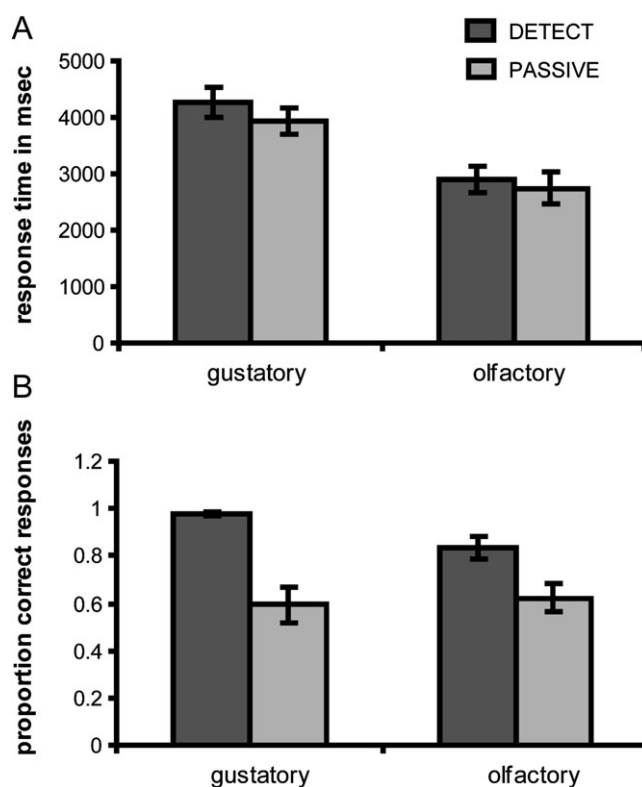 A
DETECT
PASSIVE
response time in msec
5000
4000
3000
2000
1000
0
gustatory
olfactory
B
proportion correct responses
1.2
1
0.8
0.6
0.4
0.2
0
gustatory
olfactory